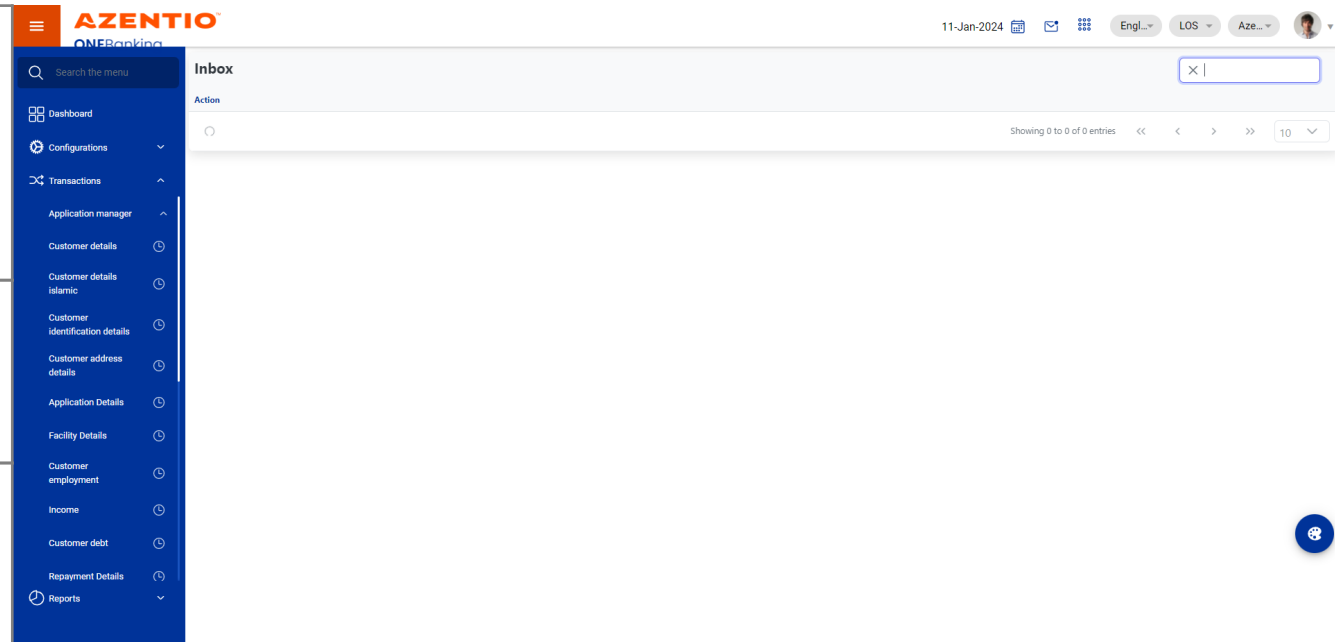 AZENTIO
ONEBanking
11-Jan-2024
Engl...
LOS
Aze...
Search the menu
Inbox
Action
Showing 0 to 0 of 0 entries
10
Dashboard
Configurations
Transactions
Application manager
Customer details
Customer details
islamic
Customer
identification details
Customer address
details
Application Details
Facility Details
Customer
employment
Income
Customer debt
Repayment Details
Reports